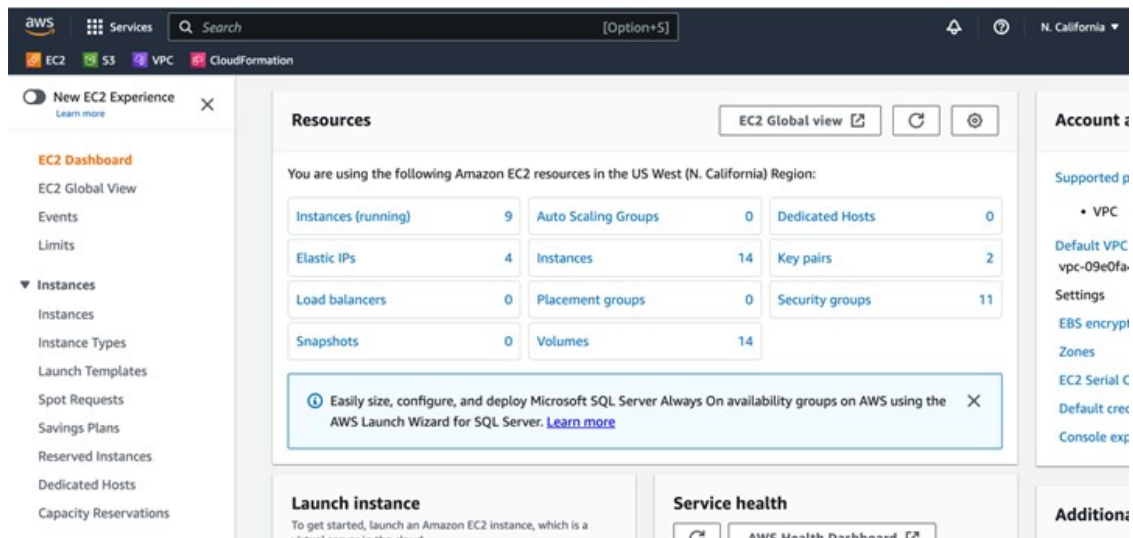 aws Services Search [Option+S] N. California
EC2 S3 VPC CloudFormation
New EC2 Experience
Learn more
EC2 Dashboard
EC2 Global View
Events
Limits
Instances
Instances
Instance Types
Launch Templates
Spot Requests
Savings Plans
Reserved Instances
Dedicated Hosts
Capacity Reservations
Resources EC2 Global view
You are using the following Amazon EC2 resources in the US West (N. California) Region:
Instances (running) 9 Auto Scaling Groups 0 Dedicated Hosts 0
Elastic IPs 4 Instances 14 Key pairs 2
Load balancers 0 Placement groups 0 Security groups 11
Snapshots 0 Volumes 14
Easily size, configure, and deploy Microsoft SQL Server Always On availability groups on AWS using the
AWS Launch Wizard for SQL Server. Learn more
Launch instance
To get started, launch an Amazon EC2 instance, which is a
virtual server in the cloud.
Service health
AWS Health Dashboard
Account a
Supported p
• VPC
Default VPC
vpc-09e0fa4
Settings
EBS encrypt
Zones
EC2 Serial C
Default cred
Console exp
Additiona